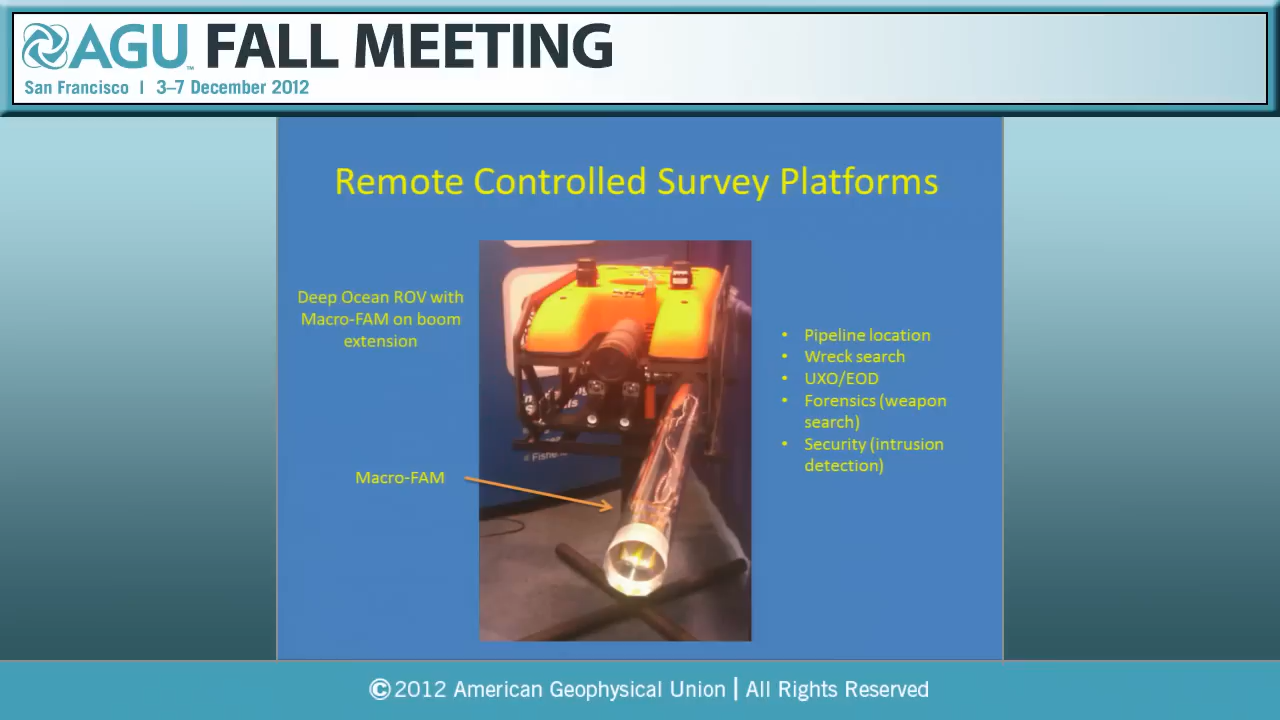 AGU™ FALL MEETING
San Francisco | 3–7 December 2012
Remote Controlled Survey Platforms
Deep Ocean ROV with
Macro-FAM on boom
extension
• Pipeline location
• Wreck search
• UXO/EOD
• Forensics (weapon
search)
• Security (intrusion
detection)
Macro-FAM
©2012 American Geophysical Union | All Rights Reserved